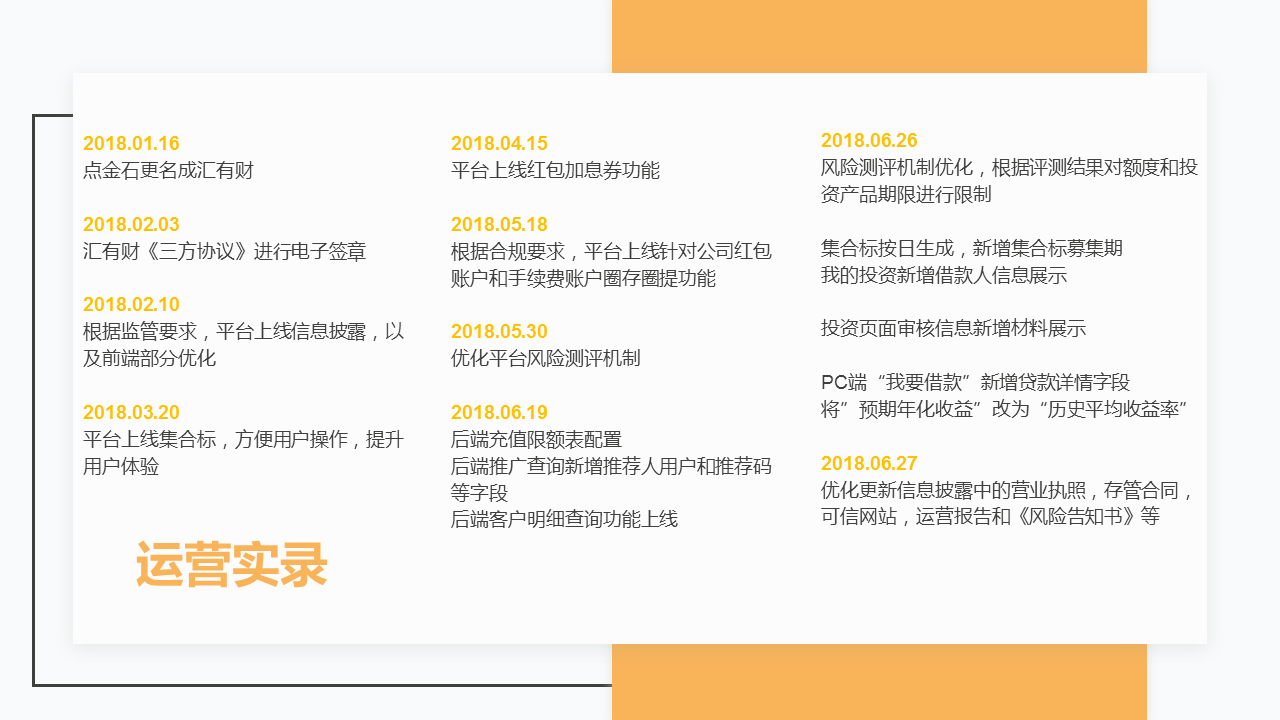 2018.01.16
点金石更名成汇有财
2018.02.03
汇有财《三方协议》进行电子签章
2018.02.10
根据监管要求，平台上线信息披露，以
及前端部分优化
2018.03.20
平台上线集合标，方便用户操作，提升
用户体验
运营实录
2018.04.15
平台上线红包加息券功能
2018.05.18
根据合规要求，平台上线针对公司红包
账户和手续费账户圈存圈提功能
2018.05.30
优化平台风险测评机制
2018.06.19
后端充值限额表配置
后端推广查询新增推荐人用户和推荐码
等字段
后端客户明细查询功能上线
2018.06.26
风险测评机制优化，根据评测结果对额度和投
资产品期限进行限制
集合标按日生成，新增集合标募集期
我的投资新增借款人信息展示
投资页面审核信息新增材料展示
PC端“我要借款”新增贷款详情字段
将”预期年化收益”改为“历史平均收益率”
2018.06.27
优化更新信息披露中的营业执照，存管合同，
可信网站，运营报告和《风险告知书》等